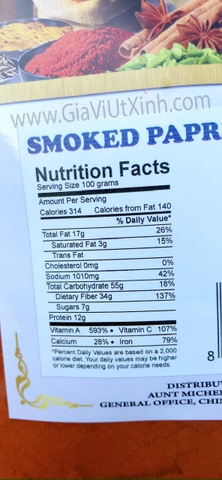 www.GiaViUtXinh.com
SMOKED PAPR
Nutrition Facts
Serving Size 100 grams
Amount Per Serving
Calories 314 Calories from Fat 140
% Daily Value*
Total Fat 17g 26%
Saturated Fat 3g 15%
Trans Fat
Cholesterol 0mg 0%
Sodium 1010mg 42%
Total Carbohydrate 55g 18%
Dietary Fiber 34g 137%
Sugars 7g
Protein 12g
Vitamin A 593% • Vitamin C 107%
Calcium 28% • Iron 79%
*Percent Daily Values are based on a 2,000
calorie diet. Your daily values may be higher
or lower depending on your calorie needs.
8
DISTRIBUT
AUNT MICHE
GENERAL OFFICE, CHI